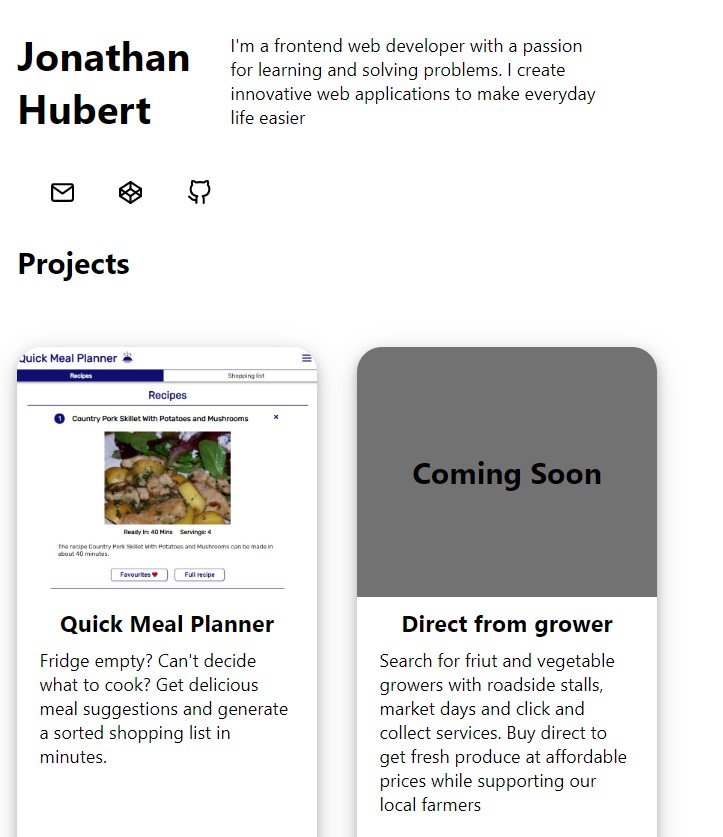 Jonathan
Hubert
I'm a frontend web developer with a passion
for learning and solving problems. I create
innovative web applications to make everyday
life easier
Projects
Quick Meal Planner
Recipes
Shopping list
Recipes
1 Country Pork Skillet With Potatoes and Mushrooms ×
Ready In: 40 Mins Servings: 4
The recipe Country Pork Skillet With Potatoes and Mushrooms can be made in
about 40 minutes.
Favourites
Full recipe
Quick Meal Planner
Fridge empty? Can't decide
what to cook? Get delicious
meal suggestions and generate
a sorted shopping list in
minutes.
Coming Soon
Direct from grower
Search for friut and vegetable
growers with roadside stalls,
market days and click and
collect services. Buy direct to
get fresh produce at affordable
prices while supporting our
local farmers